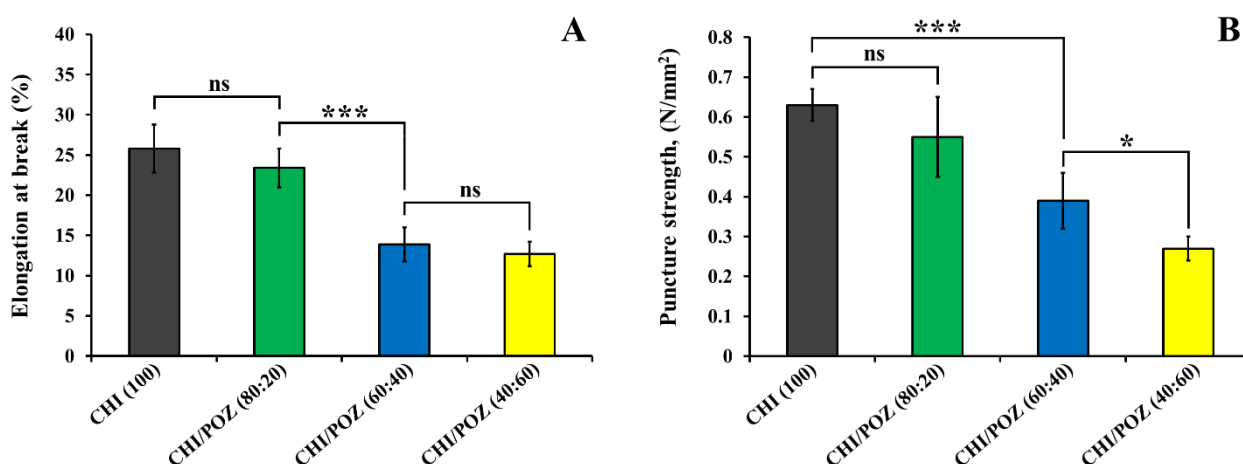 A
Elongation at break (%)
40
35
30
25
20
15
10
5
0
ns
***
ns
CHI (100)
CHI/POZ (80:20)
CHI/POZ (60:40)
CHI/POZ (40:60)
B
Puncture strength, (N/mm²)
0.8
0.7
0.6
0.5
0.4
0.3
0.2
0.1
0
***
ns
*
CHI (100)
CHI/POZ (80:20)
CHI/POZ (60:40)
CHI/POZ (40:60)